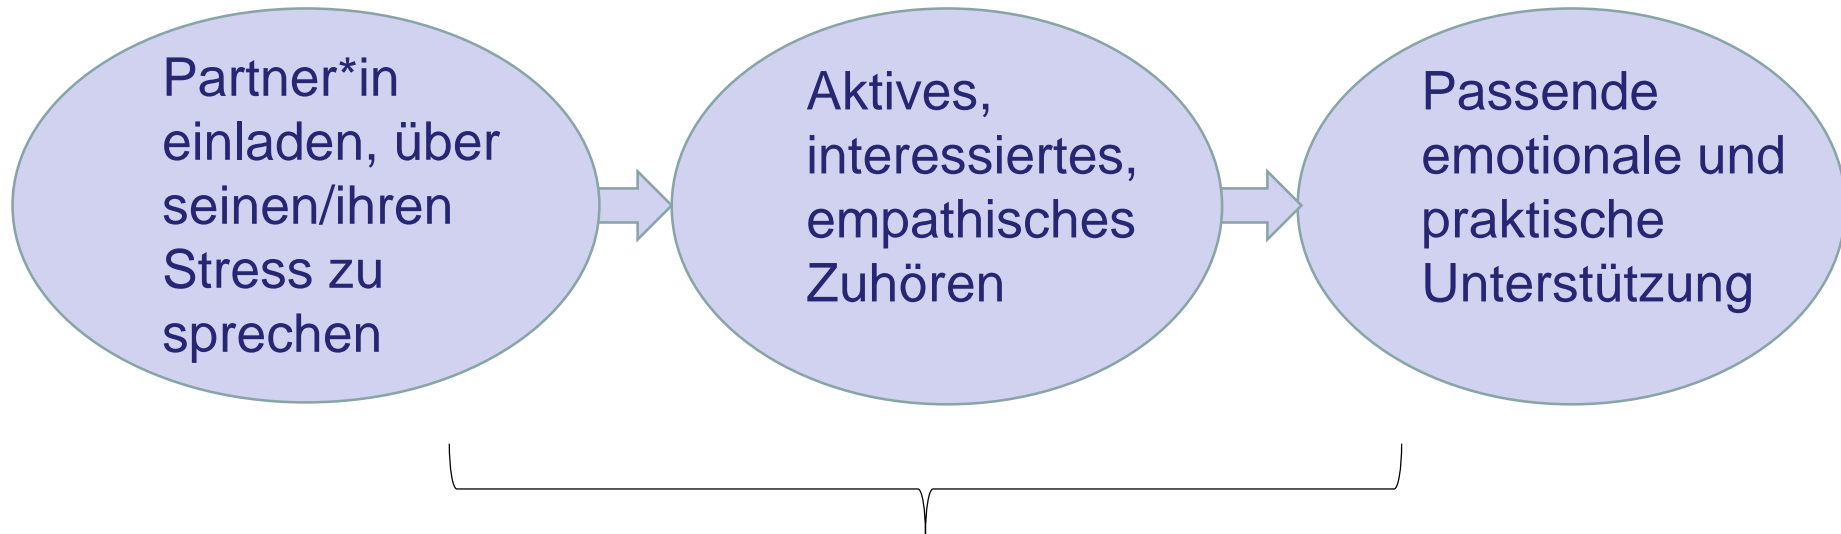 Partner*in
einladen, über
seinen/ihren
Stress zu
sprechen
Aktives,
interessiertes,
empathisches
Zuhören
Passende
emotionale und
praktische
Unterstützung